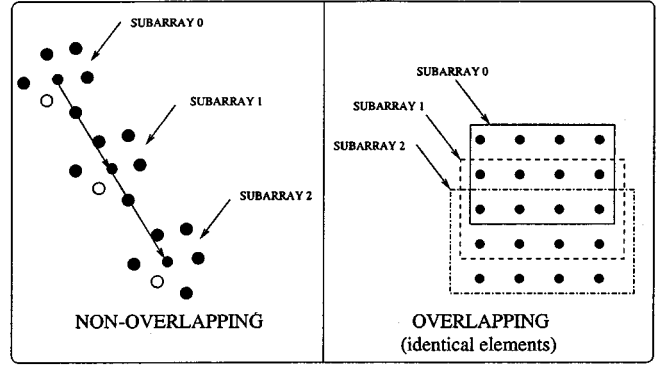 SUBARRAY 0
SUBARRAY 1
SUBARRAY 2
NON-OVERLAPPING
SUBARRAY 0
SUBARRAY 1
SUBARRAY 2
OVERLAPPING
(identical elements)